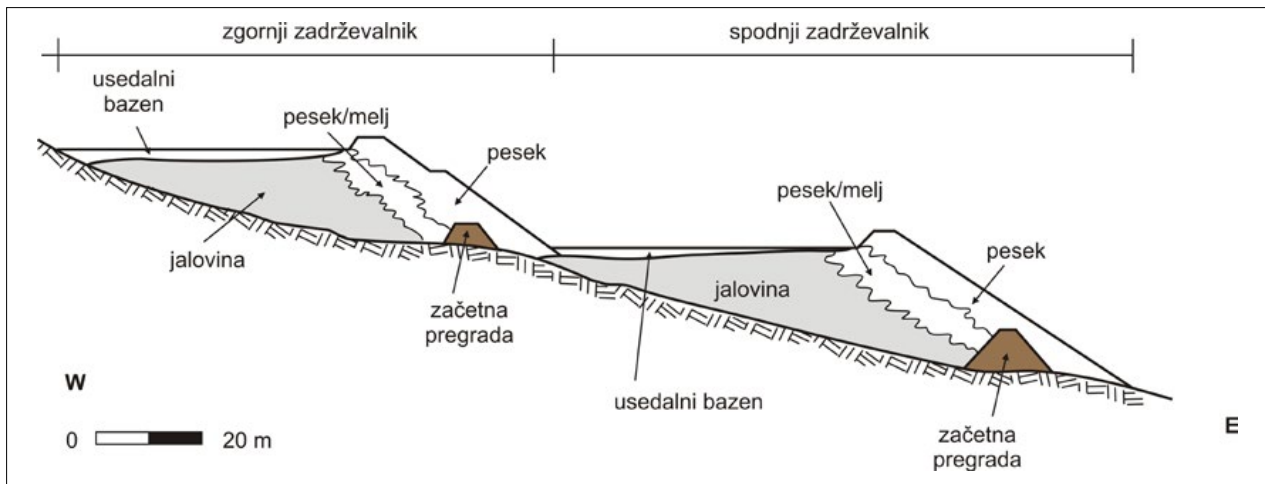 zgornji zadrževalnik
spodnji zadrževalnik
usedalni
bazen
pesek/melj
pesek
pesek/melj
pesek
jalovina
jalovina
začetna
pregrada
usedalni bazen
W
0
20 m
začetna
pregrada
E